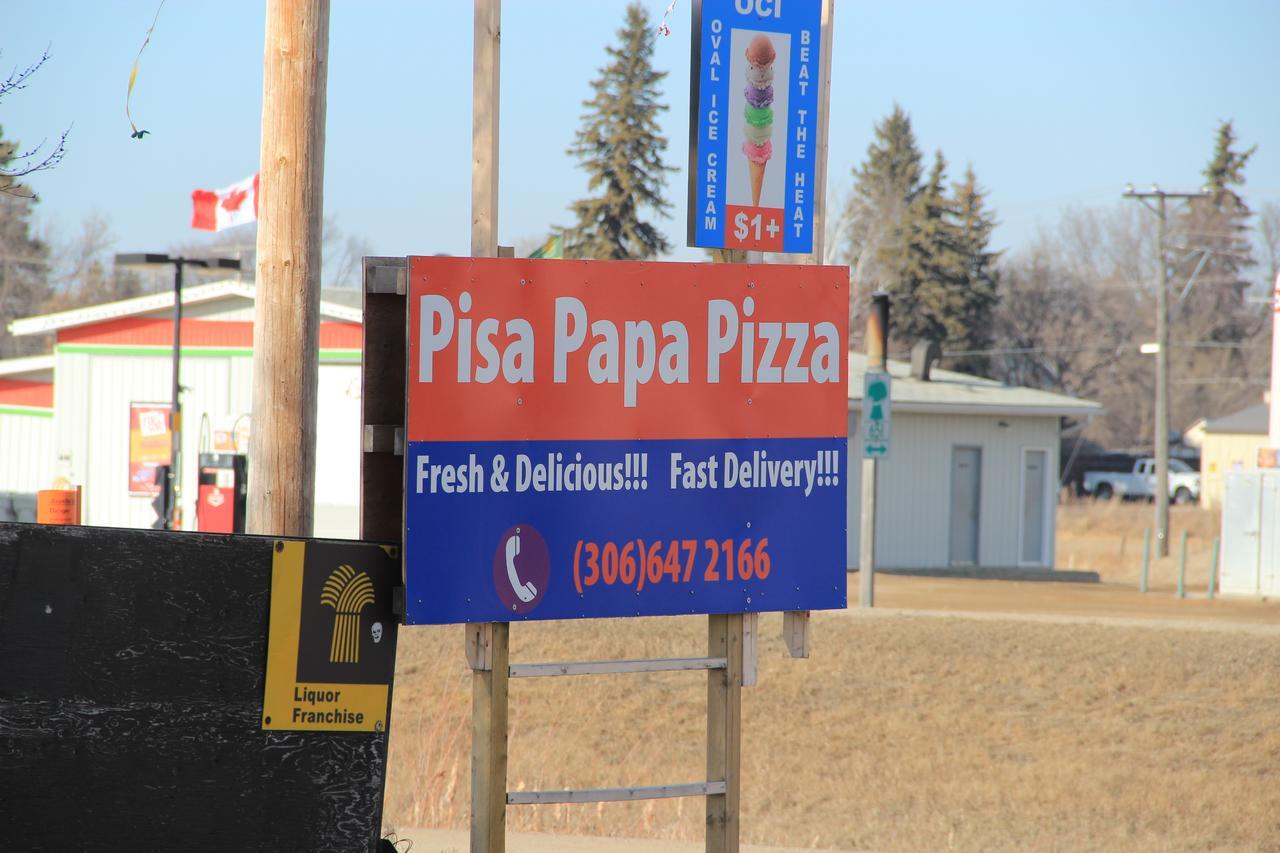 OCI
OVAL ICE CREAM
BEAT THE HEAT
$1+
Pisa Papa Pizza
Fresh & Delicious!!! Fast Delivery!!!
(306)647 2166
Liquor
Franchise